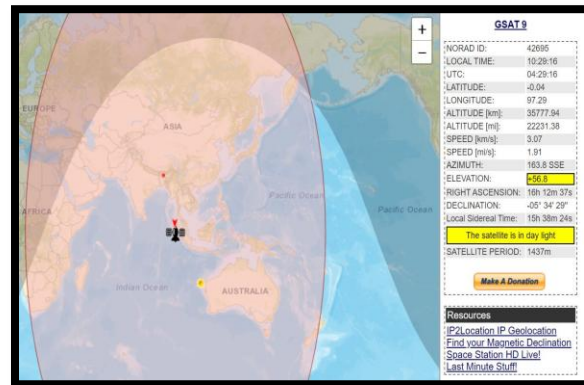 +
−
EUROPE
ASIA
AFRICA
Pacific Ocean
Pacific Ocean
Indian Ocean
AUSTRALIA
GSAT 9
NORAD ID: 42695
LOCAL TIME: 10:29:16
UTC: 04:29:16
LATITUDE: -0.04
LONGITUDE: 97.29
ALTITUDE [km]: 35777.94
ALTITUDE [mi]: 22231.38
SPEED [km/s]: 3.07
SPEED [mi/s]: 1.91
AZIMUTH: 163.8 SSE
ELEVATION: +56.8
RIGHT ASCENSION: 16h 12m 37s
DECLINATION: -05° 34' 29"
Local Sidereal Time: 15h 38m 24s
The satellite is in day light
SATELLITE PERIOD: 1437m
Make A Donation
Resources
IP2Location IP Geolocation
Find your Magnetic Declination
Space Station HD Live!
Last Minute Stuff!